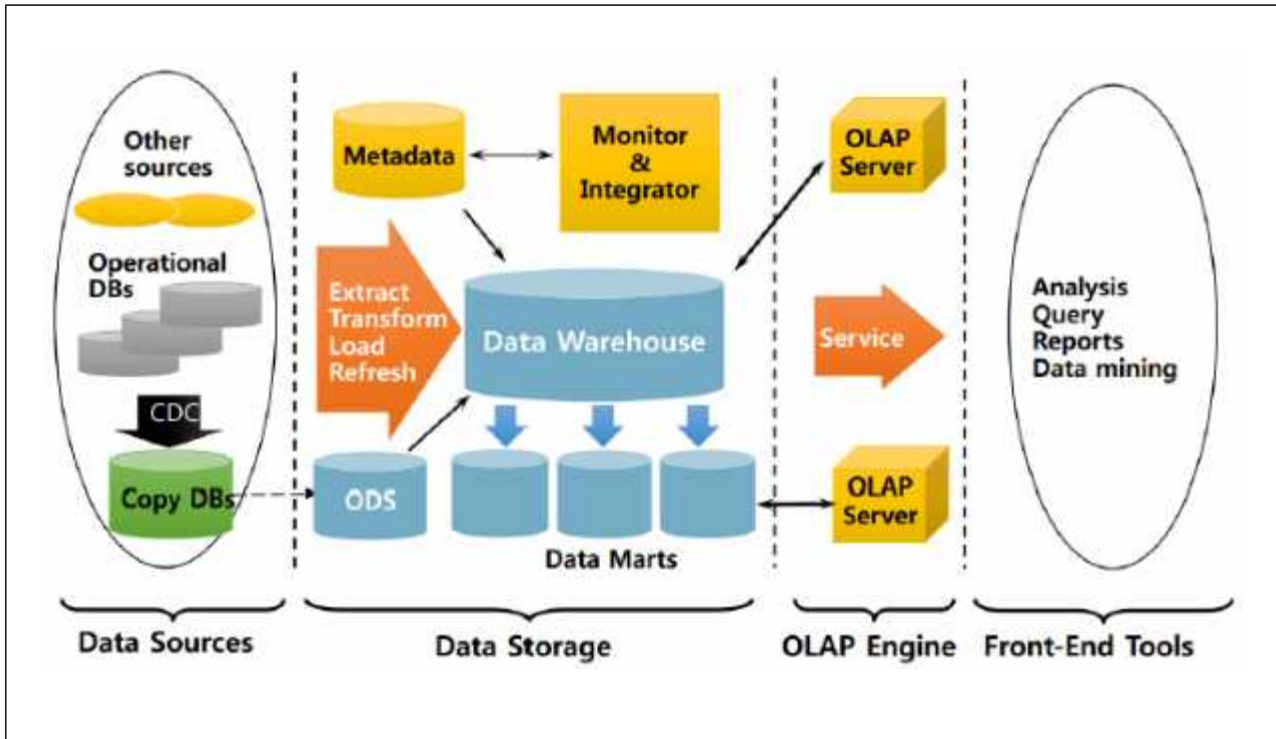 Other
sources
Operational
DBs
CDC
Copy DBs
Metadata
Monitor
&
Integrator
Extract
Transform
Load
Refresh
Data Warehouse
ODS
Data Marts
OLAP
Server
Service
OLAP
Server
Analysis
Query
Reports
Data mining
Data Sources
Data Storage
OLAP Engine
Front-End Tools